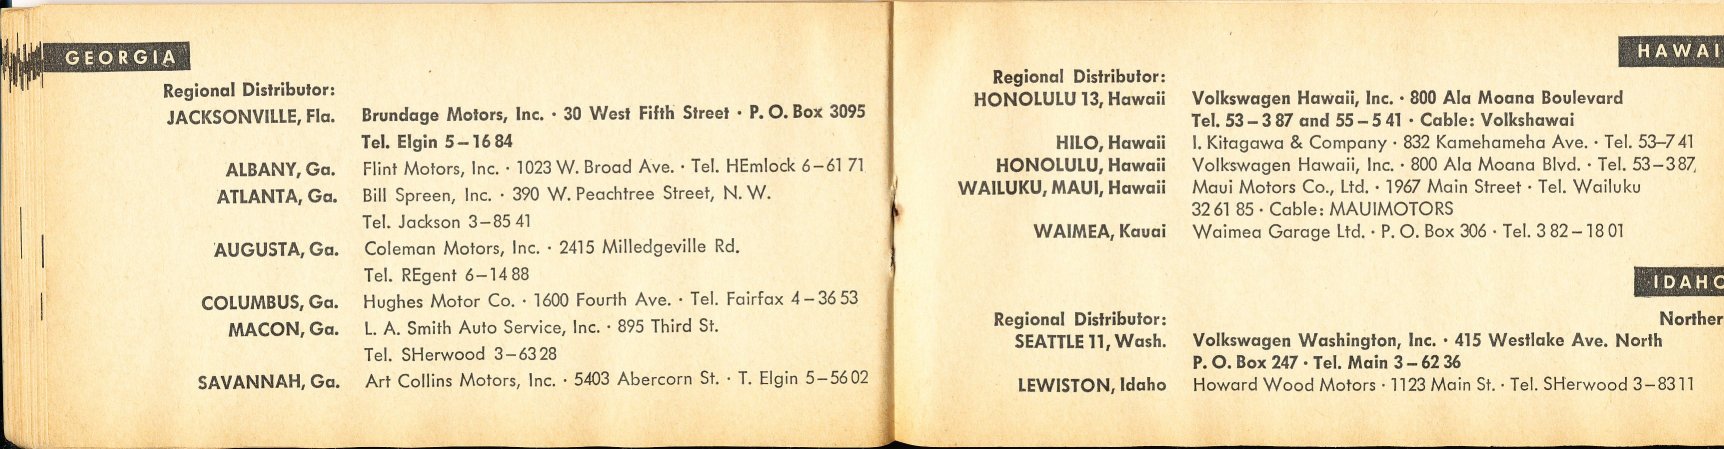 GEORGIA
Regional Distributor:
JACKSONVILLE, Fla. Brundage Motors, Inc. · 30 West Fifth Street · P. O. Box 3095
Tel. Elgin 5–16 84
ALBANY, Ga. Flint Motors, Inc. · 1023 W. Broad Ave. · Tel. HEmlock 6–61 71
ATLANTA, Ga. Bill Spreen, Inc. · 390 W. Peachtree Street, N. W.
Tel. Jackson 3–85 41
AUGUSTA, Ga. Coleman Motors, Inc. · 2415 Milledgeville Rd.
Tel. REgent 6–14 88
COLUMBUS, Ga. Hughes Motor Co. · 1600 Fourth Ave. · Tel. Fairfax 4–36 53
MACON, Ga. L. A. Smith Auto Service, Inc. · 895 Third St.
Tel. SHerwood 3–63 28
SAVANNAH, Ga. Art Collins Motors, Inc. · 5403 Abercorn St. · T. Elgin 5–56 02
HAWAI
Regional Distributor:
HONOLULU 13, Hawaii Volkswagen Hawaii, Inc. · 800 Ala Moana Boulevard
Tel. 53–3 87 and 55–5 41 · Cable: Volkshawai
HILO, Hawaii I. Kitagawa & Company · 832 Kamehameha Ave. · Tel. 53–7 41
HONOLULU, Hawaii Volkswagen Hawaii, Inc. · 800 Ala Moana Blvd. · Tel. 53–3 87,
WAILUKU, MAUI, Hawaii Maui Motors Co., Ltd. · 1967 Main Street · Tel. Wailuku
32 61 85 · Cable: MAUIMOTORS
WAIMEA, Kauai Waimea Garage Ltd. · P. O. Box 306 · Tel. 3 82–18 01
IDAHO
Norther
Regional Distributor:
SEATTLE 11, Wash. Volkswagen Washington, Inc. · 415 Westlake Ave. North
P. O. Box 247 · Tel. Main 3–62 36
LEWISTON, Idaho Howard Wood Motors · 1123 Main St. · Tel. SHerwood 3–83 11